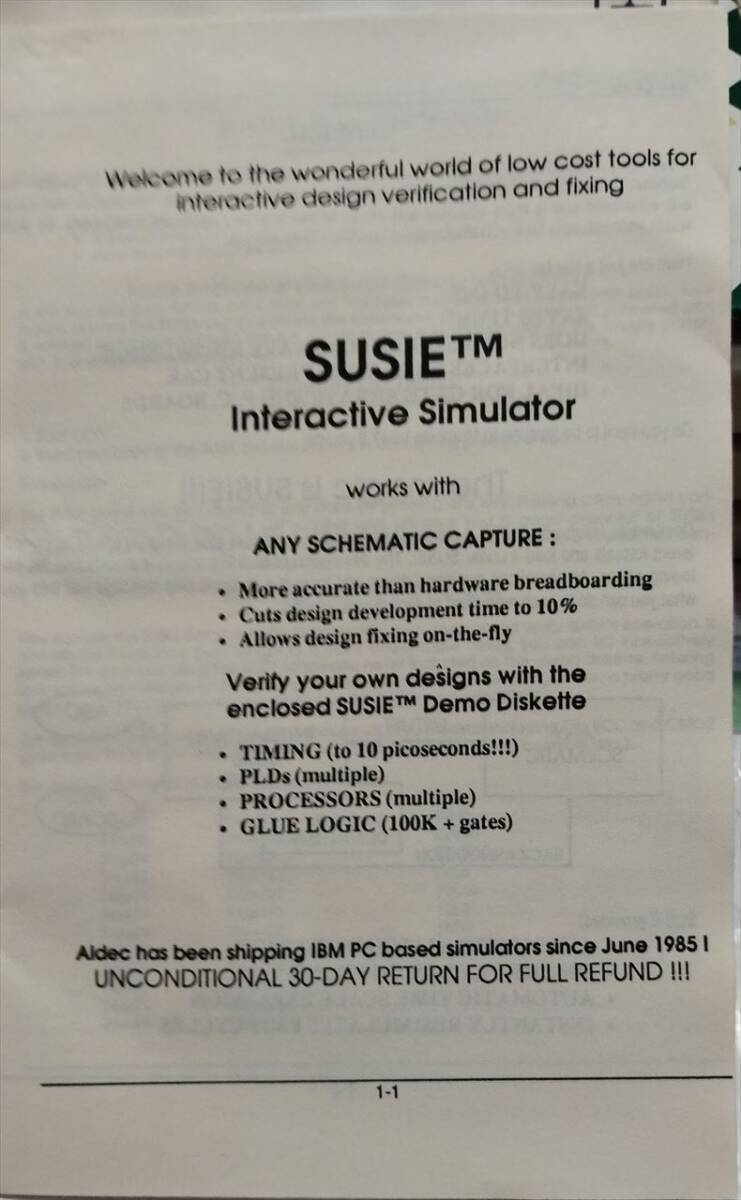 Welcome to the wonderful world of low cost tools for
interactive design verification and fixing
SUSIE™
Interactive Simulator
works with
ANY SCHEMATIC CAPTURE :
• More accurate than hardware breadboarding
• Cuts design development time to 10%
• Allows design fixing on-the-fly
Verify your own designs with the
enclosed SUSIE™ Demo Diskette
• TIMING (to 10 picoseconds!!!)
• PLDs (multiple)
• PROCESSORS (multiple)
• GLUE LOGIC (100K + gates)
Aldec has been shipping IBM PC based simulators since June 1985 !
UNCONDITIONAL 30-DAY RETURN FOR FULL REFUND !!!
1-1